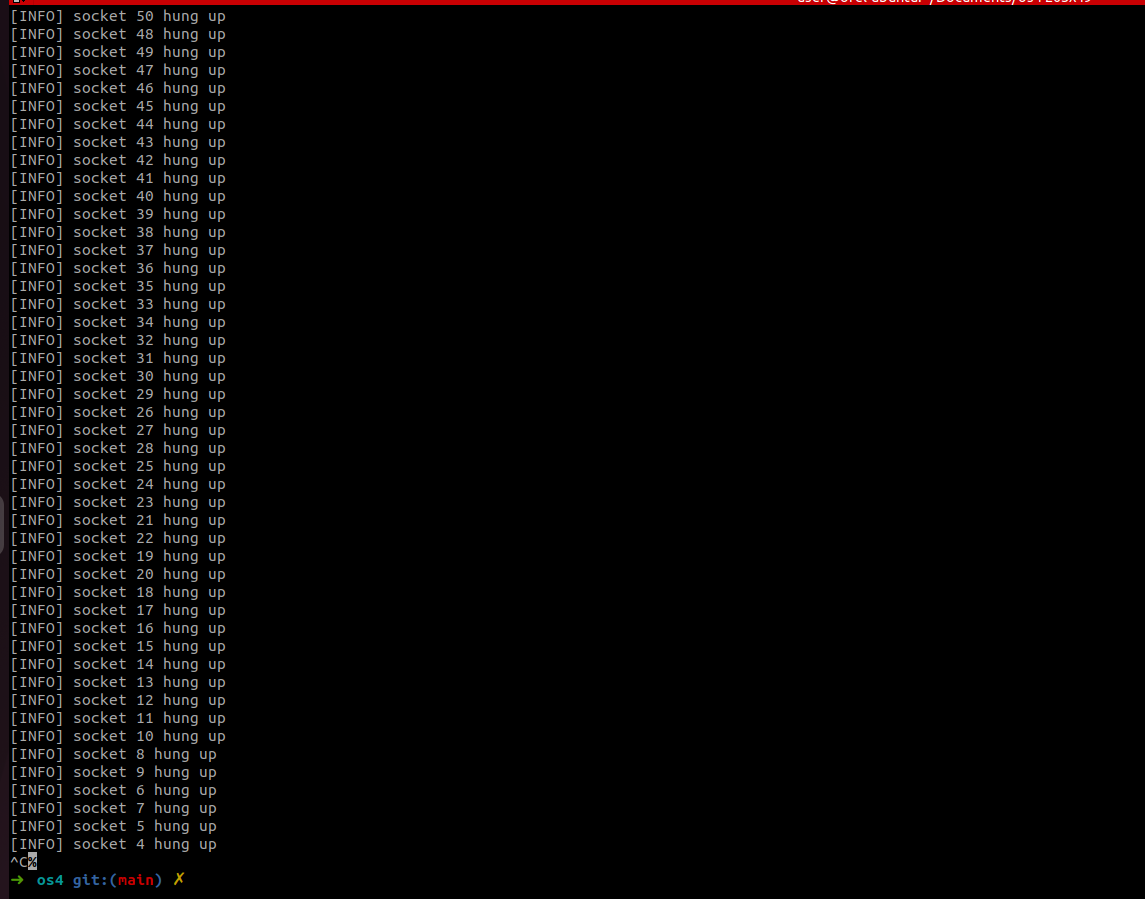 [INFO] socket 50 hung up
[INFO] socket 48 hung up
[INFO] socket 49 hung up
[INFO] socket 47 hung up
[INFO] socket 46 hung up
[INFO] socket 45 hung up
[INFO] socket 44 hung up
[INFO] socket 43 hung up
[INFO] socket 42 hung up
[INFO] socket 41 hung up
[INFO] socket 40 hung up
[INFO] socket 39 hung up
[INFO] socket 38 hung up
[INFO] socket 37 hung up
[INFO] socket 36 hung up
[INFO] socket 35 hung up
[INFO] socket 33 hung up
[INFO] socket 34 hung up
[INFO] socket 32 hung up
[INFO] socket 31 hung up
[INFO] socket 30 hung up
[INFO] socket 29 hung up
[INFO] socket 26 hung up
[INFO] socket 27 hung up
[INFO] socket 28 hung up
[INFO] socket 25 hung up
[INFO] socket 24 hung up
[INFO] socket 23 hung up
[INFO] socket 21 hung up
[INFO] socket 22 hung up
[INFO] socket 19 hung up
[INFO] socket 20 hung up
[INFO] socket 18 hung up
[INFO] socket 17 hung up
[INFO] socket 16 hung up
[INFO] socket 15 hung up
[INFO] socket 14 hung up
[INFO] socket 13 hung up
[INFO] socket 12 hung up
[INFO] socket 11 hung up
[INFO] socket 10 hung up
[INFO] socket 8 hung up
[INFO] socket 9 hung up
[INFO] socket 6 hung up
[INFO] socket 7 hung up
[INFO] socket 5 hung up
[INFO] socket 4 hung up
^C%
➜ os4 git:(main) ✗